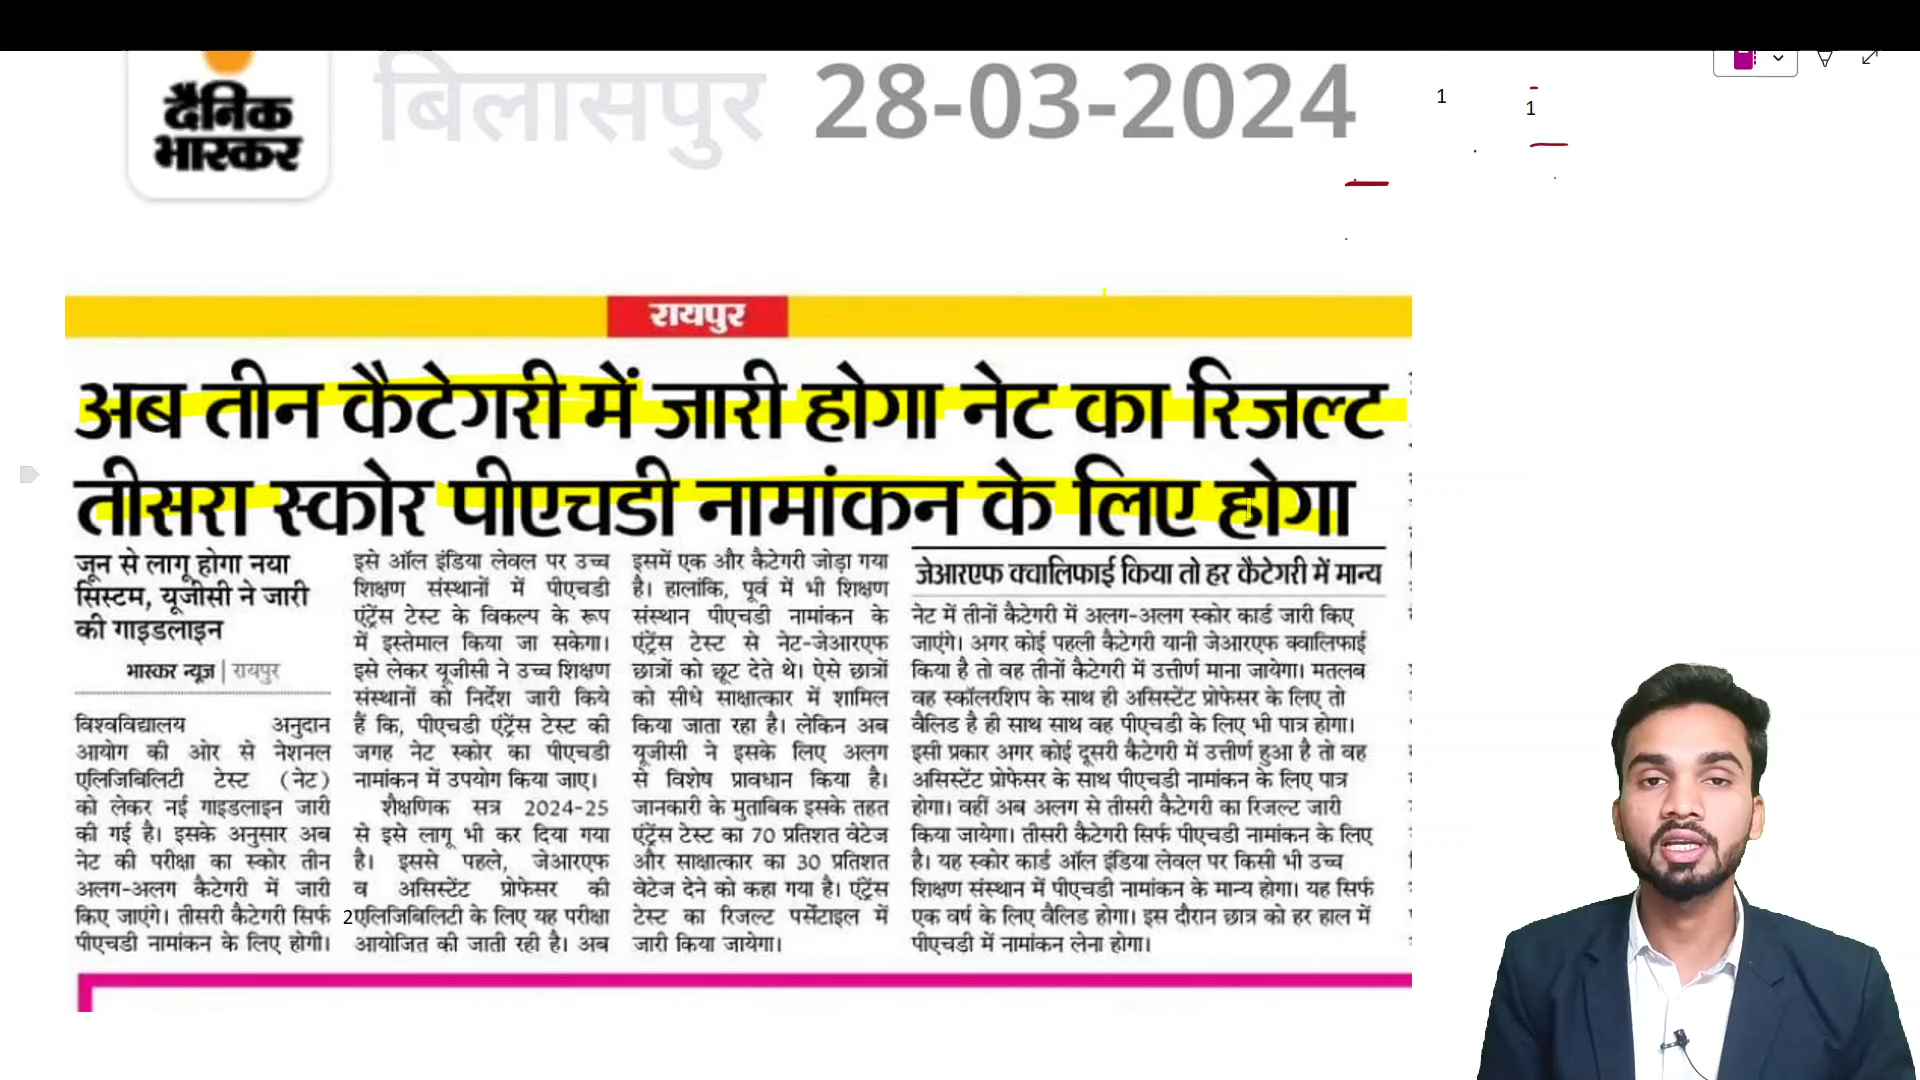 दैनिक
भास्कर
बिलासपुर 28-03-2024
1
1
रायपुर
अब तीन कैटेगरी में जारी होगा नेट का रिजल्ट
तीसरा स्कोर पीएचडी नामांकन के लिए होगा
जून से लागू होगा नया
सिस्टम, यूजीसी ने जारी
की गाइडलाइन
भास्कर न्यूज | रायपुर
विश्वविद्यालय अनुदान
आयोग की ओर से नेशनल
एलिजिबिलिटी टेस्ट (नेट)
को लेकर नई गाइडलाइन जारी
की गई है। इसके अनुसार अब
नेट की परीक्षा का स्कोर तीन
अलग-अलग कैटेगरी में जारी
किए जाएंगे। तीसरी कैटेगरी सिर्फ
पीएचडी नामांकन के लिए होगी।
इसे ऑल इंडिया लेवल पर उच्च
शिक्षण संस्थानों में पीएचडी
एंट्रेंस टेस्ट के विकल्प के रूप
में इस्तेमाल किया जा सकेगा।
इसे लेकर यूजीसी ने उच्च शिक्षण
संस्थानों को निर्देश जारी किये
हैं कि, पीएचडी एंट्रेंस टेस्ट की
जगह नेट स्कोर का पीएचडी
नामांकन में उपयोग किया जाए।
शैक्षणिक सत्र 2024-25
से इसे लागू भी कर दिया गया
है। इससे पहले, जेआरएफ
व असिस्टेंट प्रोफेसर की
2एलिजिबिलिटी के लिए यह परीक्षा
आयोजित की जाती रही है। अब
इसमें एक और कैटेगरी जोड़ा गया
है। हालांकि, पूर्व में भी शिक्षण
संस्थान पीएचडी नामांकन के
एंट्रेंस टेस्ट से नेट-जेआरएफ
छात्रों को छूट देते थे। ऐसे छात्रों
को सीधे साक्षात्कार में शामिल
किया जाता रहा है। लेकिन अब
यूजीसी ने इसके लिए अलग
से विशेष प्रावधान किया है।
जानकारी के मुताबिक इसके तहत
एंट्रेंस टेस्ट का 70 प्रतिशत वेटेज
और साक्षात्कार का 30 प्रतिशत
वेटेज देने को कहा गया है। एंट्रेंस
टेस्ट का रिजल्ट पर्सेंटाइल में
जारी किया जायेगा।
जेआरएफ क्वालिफाई किया तो हर कैटेगरी में मान्य
नेट में तीनों कैटेगरी में अलग-अलग स्कोर कार्ड जारी किए
जाएंगे। अगर कोई पहली कैटेगरी यानी जेआरएफ क्वालिफाई
किया है तो वह तीनों कैटेगरी में उत्तीर्ण माना जायेगा। मतलब
वह स्कॉलरशिप के साथ ही असिस्टेंट प्रोफेसर के लिए तो
वैलिड है ही साथ साथ वह पीएचडी के लिए भी पात्र होगा।
इसी प्रकार अगर कोई दूसरी कैटेगरी में उत्तीर्ण हुआ है तो वह
असिस्टेंट प्रोफेसर के साथ पीएचडी नामांकन के लिए पात्र
होगा। वहीं अब अलग से तीसरी कैटेगरी का रिजल्ट जारी
किया जायेगा। तीसरी कैटेगरी सिर्फ पीएचडी नामांकन के लिए
है। यह स्कोर कार्ड ऑल इंडिया लेवल पर किसी भी उच्च
शिक्षण संस्थान में पीएचडी नामांकन के मान्य होगा। यह सिर्फ
एक वर्ष के लिए वैलिड होगा। इस दौरान छात्र को हर हाल में
पीएचडी में नामांकन लेना होगा।